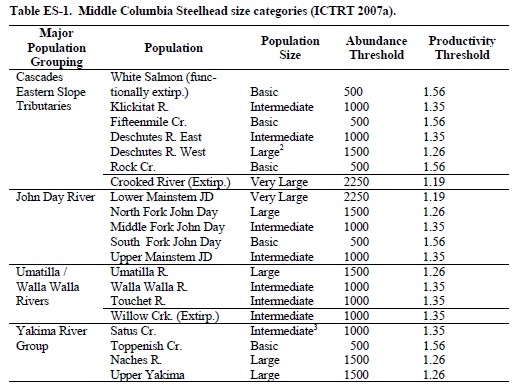 Table ES-1.  Middle Columbia Steelhead size categories (ICTRT 2007a).
Major Population Grouping Population Population Size Abundance Threshold Productivity Threshold
Cascades White Salmon (func-
Eastern Slope tionally extirp.) Basic 500 1.56
Tributaries Klickitat R. Intermediate 1000 1.35
Fifteenmile Cr. Basic 500 1.56
Deschutes R. East Intermediate 1000 1.35
Deschutes R. West Large² 1500 1.26
Rock Cr. Basic 500 1.56
Crooked River (Extirp.) Very Large 2250 1.19
John Day River Lower Mainstem JD Very Large 2250 1.19
North Fork John Day Large 1500 1.26
Middle Fork John Day Intermediate 1000 1.35
South Fork John Day Basic 500 1.56
Upper Mainstem JD Intermediate 1000 1.35
Umatilla / Umatilla R. Large 1500 1.26
Walla Walla Walla Walla R. Intermediate 1000 1.35
Rivers Touchet R. Intermediate 1000 1.35
Willow Crk. (Extirp.) Intermediate 1000 1.35
Yakima River Satus Cr. Intermediate³ 1000 1.35
Group Toppenish Cr. Basic 500 1.56
Naches R. Large 1500 1.26
Upper Yakima Large 1500 1.26